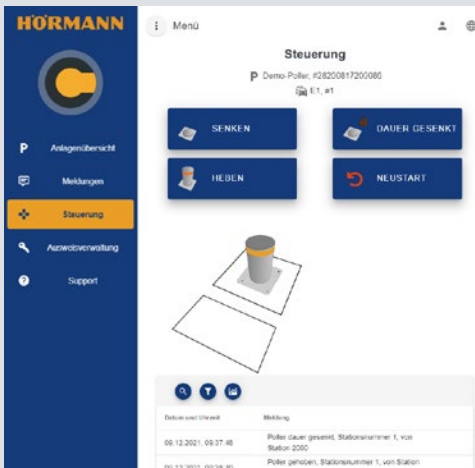 HÖRMANN
Menü
Steuerung
P Demo-Poller, #28200817200086
E1, #1
SENKEN
DAUER GESENKT
HEBEN
NEUSTART
P Anlagenübersicht
Meldungen
Steuerung
Ausweisverwaltung
? Support
Datum und Uhrzeit
Meldung
09.12.2021, 09:37:48
Poller dauer gesenkt, Stationsnummer 1, von
Station 2000
Poller gehoben, Stationsnummer 1, von Station